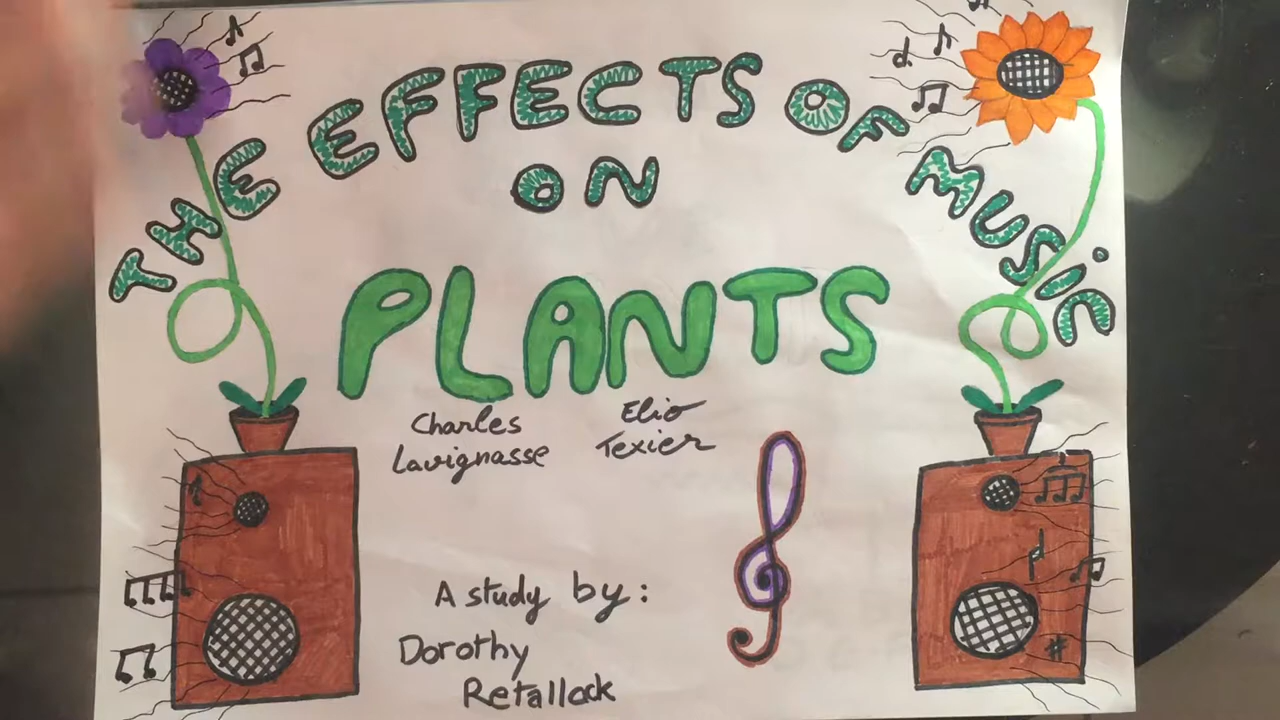 THE EFFECTS OF MUSIC
ON
PLANTS
Charles
Lavignasse
Elio
Texier
A study by:
Dorothy
Retallack